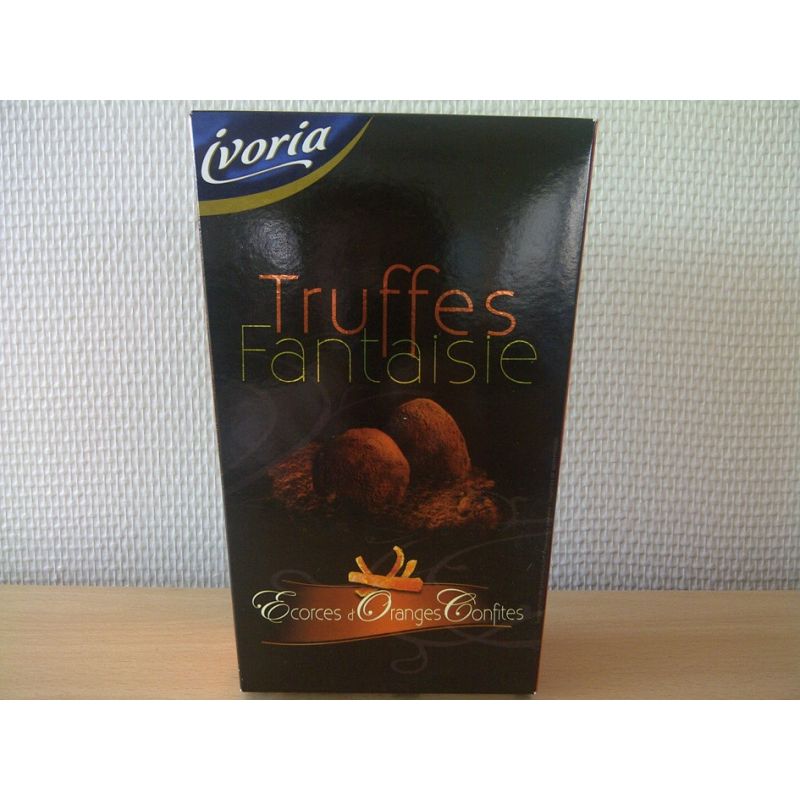 ivoria
Truffes
Fantaisie
Ecorces d'Oranges Confites